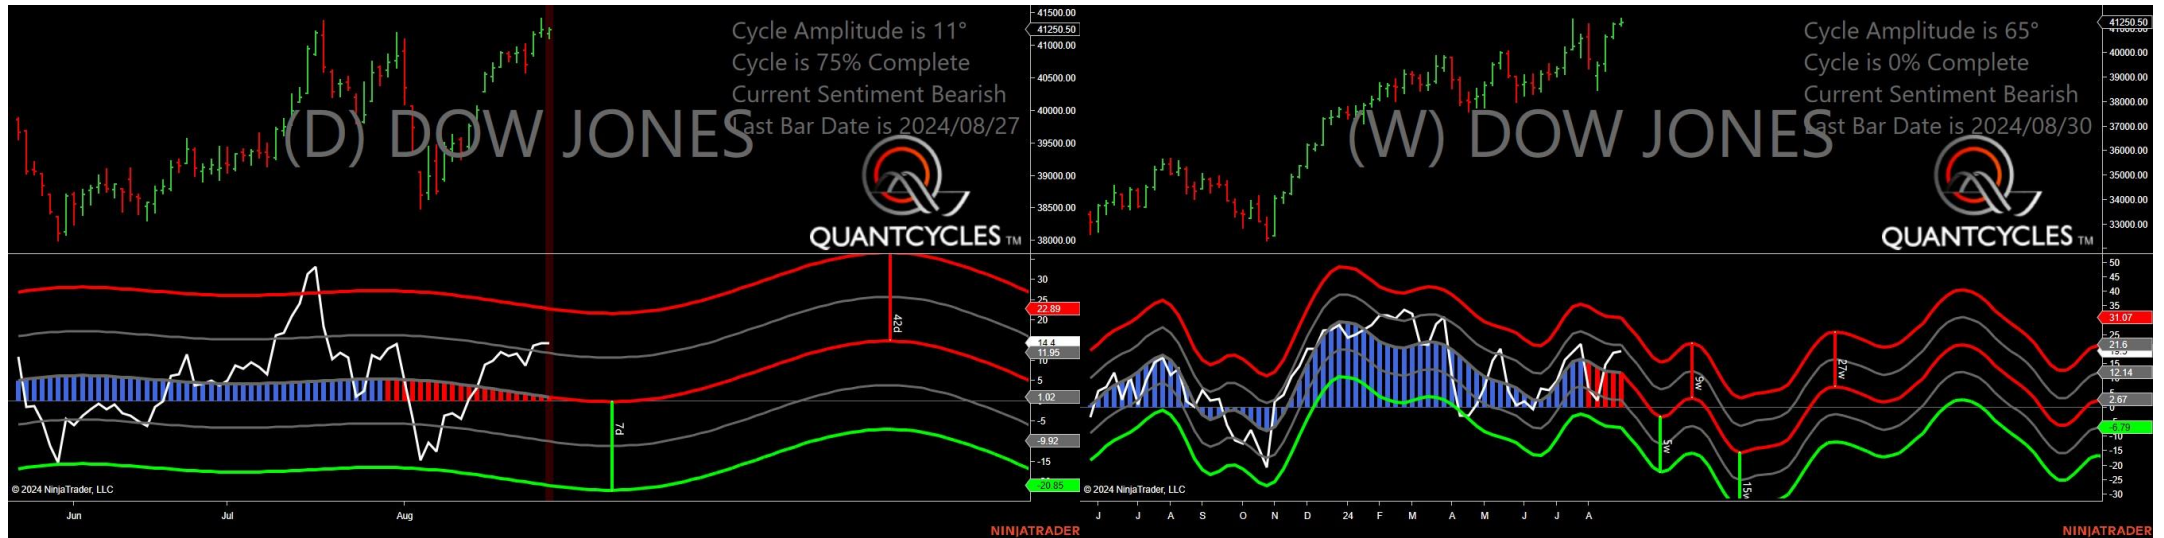 Cycle Amplitude is 11°
Cycle is 75% Complete
Current Sentiment Bearish
Last Bar Date is 2024/08/27
(D) DOW JONES
QUANTCYCLES TM
41500.00
41250.50
41000.00
40500.00
40000.00
39500.00
39000.00
38500.00
38000.00
30
25
22.89
20
14.4
11.95
10
5
1.02
-5
-9.92
-15
-20.85
42d
7d
© 2024 NinjaTrader, LLC
Jun
Jul
Aug
NINJATRADER
Cycle Amplitude is 65°
Cycle is 0% Complete
Current Sentiment Bearish
Last Bar Date is 2024/08/30
(W) DOW JONES
QUANTCYCLES TM
41250.50
40000.00
39000.00
38000.00
37000.00
36000.00
35000.00
34000.00
33000.00
50
45
40
35
31.07
25
21.6
12.14
2.67
0
-6.79
-10
-15
-20
-25
-30
9w
27w
5w
15w
© 2024 NinjaTrader, LLC
J J A S O N D 24 F M A M J J A
NINJATRADER